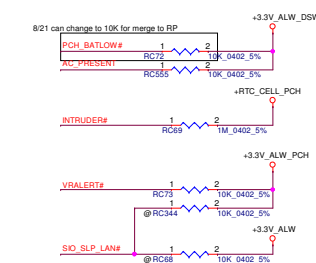 +3.3V_ALW_DSW
8/21 can change to 10K for merge to RP
PCH_BATLOW# 1 2
RC72 10K_0402_5%
AC_PRESENT 1 2
RC555 10K_0402_5%
+RTC_CELL_PCH
INTRUDER# 1 2
RC69 1M_0402_5%
+3.3V_ALW_PCH
VRALERT# 1 2
RC73 10K_0402_5%
1 2
@ RC344 10K_0402_5%
+3.3V_ALW
SIO_SLP_LAN# 1 2
@ RC68 10K_0402_5%